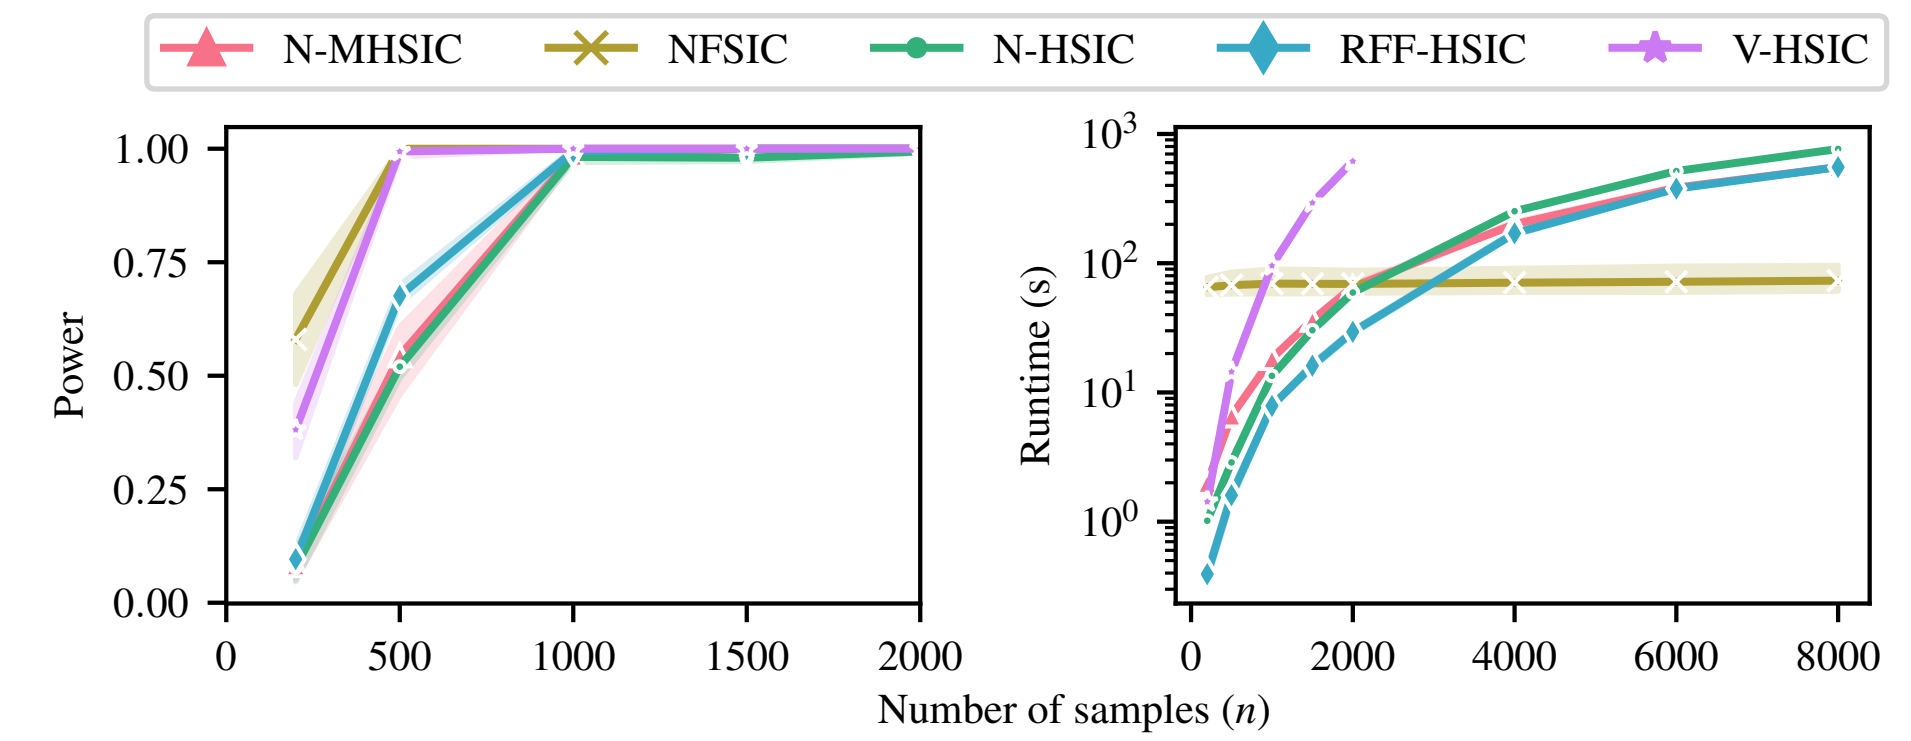 N-MHSIC NFSIC N-HSIC RFF-HSIC V-HSIC
Power
1.00
0.75
0.50
0.25
0.00
0 500 1000 1500 2000
Runtime (s)
10³
10²
10¹
10⁰
0 2000 4000 6000 8000
Number of samples (n)